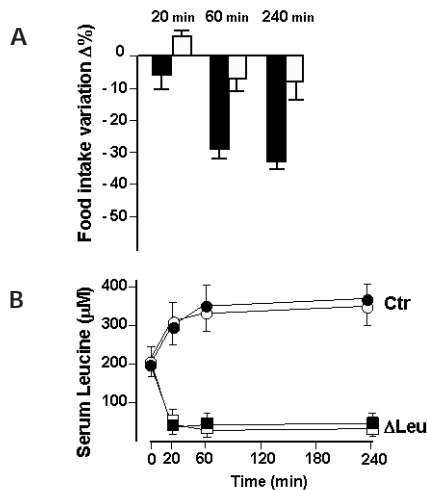 A
20 min 60 min 240 min
Food intake variation Δ%)
0
- 10
- 20
- 30
- 40
- 50
B
Serum Leucine (μM)
400
300
200
100
Ctr
ΔLeu
0 20 60 120 180 240
Time (min)